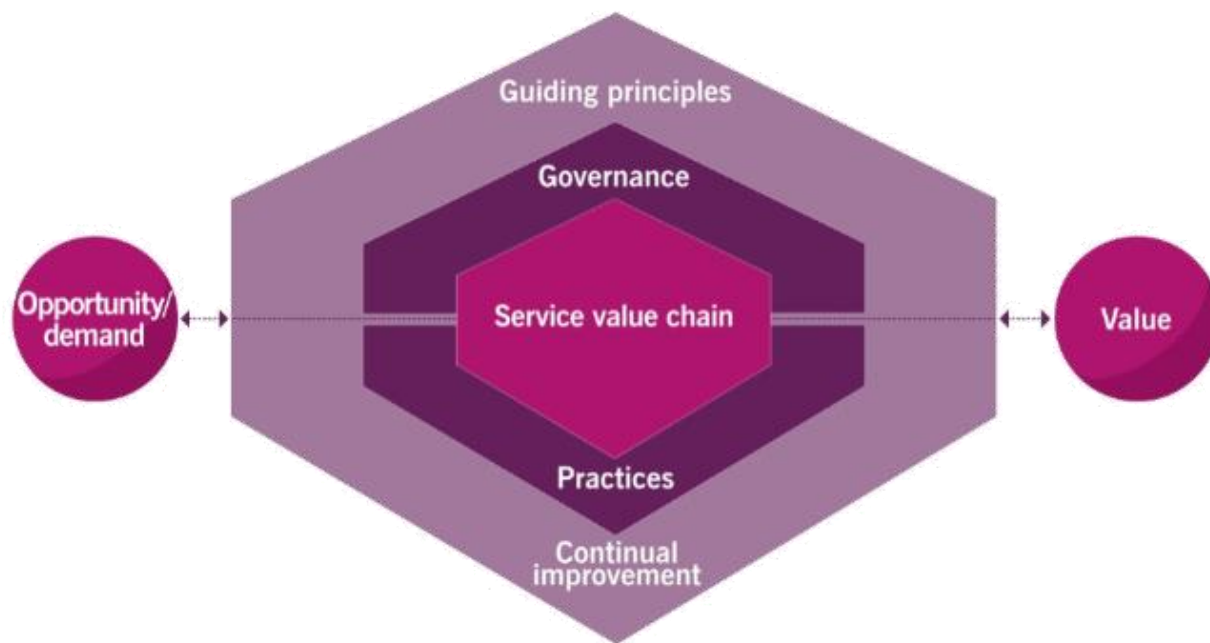 Guiding principles
Governance
Opportunity/
demand
Service value chain
Value
Practices
Continual
improvement